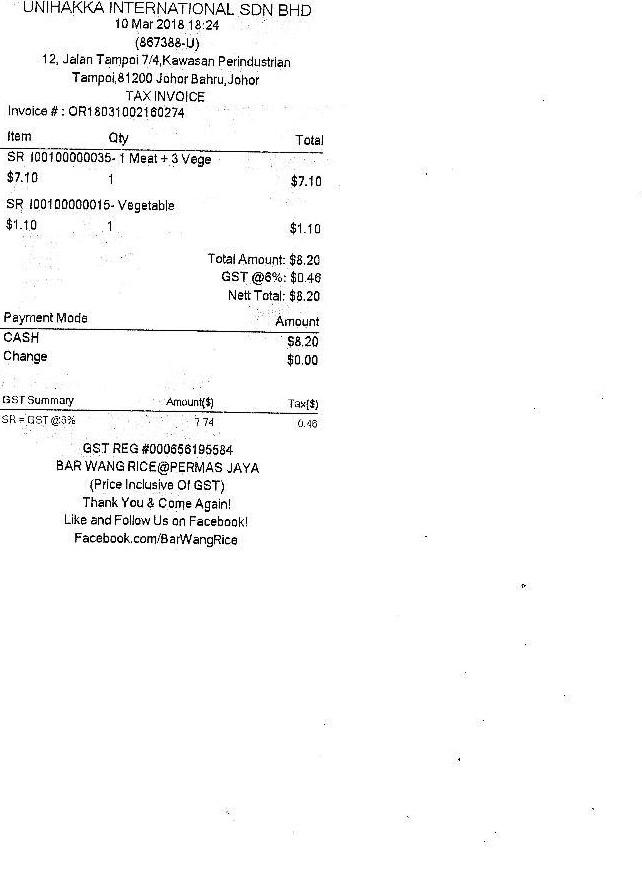 UNIHAKKA INTERNATIONAL SDN BHD
10 Mar 2018 18:24
(867388-U)
12, Jalan Tampoi 7/4,Kawasan Perindustrian
Tampoi,81200 Johor Bahru,Johor
TAX INVOICE
Invoice # : OR18031002160274
Item Qty Total
SR I00100000035- 1 Meat + 3 Vege
$7.10 1 $7.10
SR I00100000015- Vegetable
$1.10 1 $1.10
Total Amount: $8.20
GST @6%: $0.46
Nett Total: $8.20
Payment Mode Amount
CASH $8.20
Change $0.00
GST Summary Amount($) Tax($)
SR = GST @6% 7.74 0.46
GST REG #000656195584
BAR WANG RICE@PERMAS JAYA
(Price Inclusive Of GST)
Thank You & Come Again!
Like and Follow Us on Facebook!
Facebook.com/BarWangRice